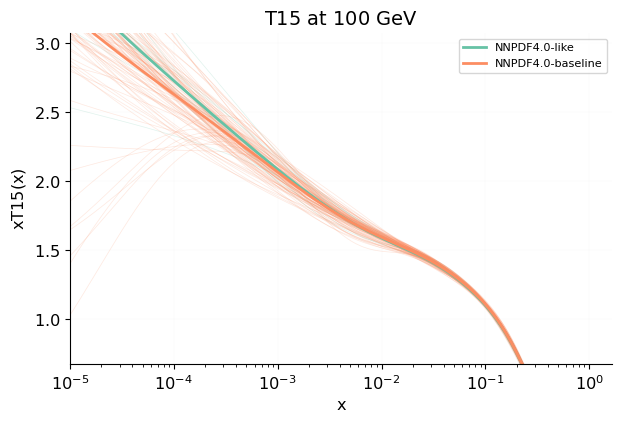 T15 at 100 GeV
NNPDF4.0-like
NNPDF4.0-baseline
xT15(x)
3.0
2.5
2.0
1.5
1.0
10⁻⁵ 10⁻⁴ 10⁻³ 10⁻² 10⁻¹ 10⁰
x